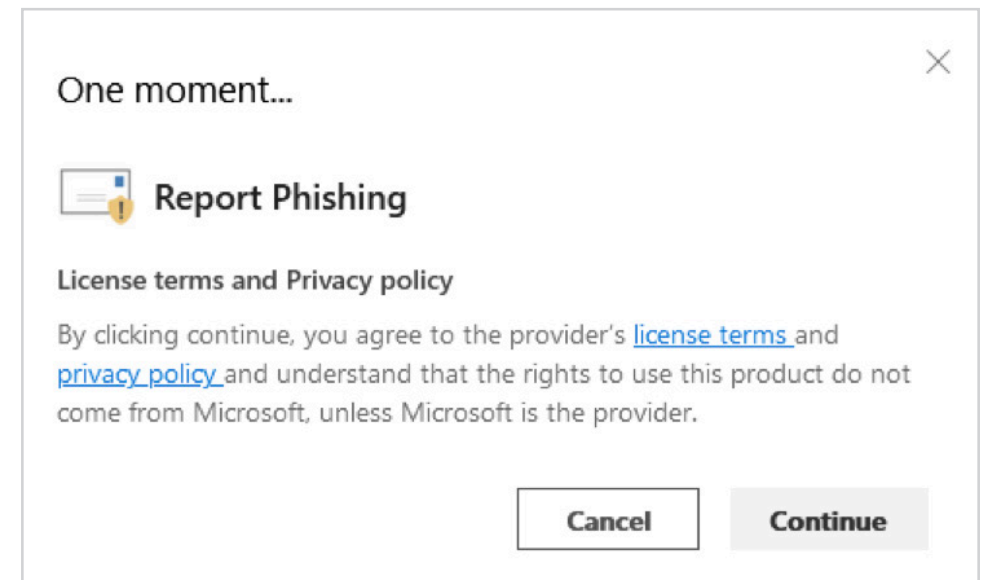 One moment...
Report Phishing
License terms and Privacy policy
By clicking continue, you agree to the provider's license terms and
privacy policy and understand that the rights to use this product do not
come from Microsoft, unless Microsoft is the provider.
Cancel Continue